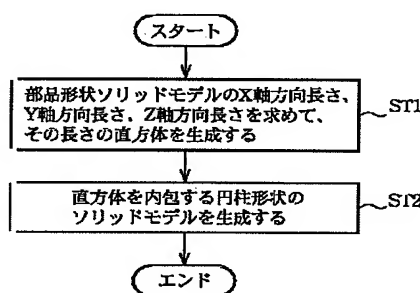 スタート
部品形状ソリッドモデルのX軸方向長さ、
Y軸方向長さ、Z軸方向長さを求めて、
その長さの直方体を生成する
ST1
直方体を内包する円柱形状の
ソリッドモデルを生成する
ST2
エンド